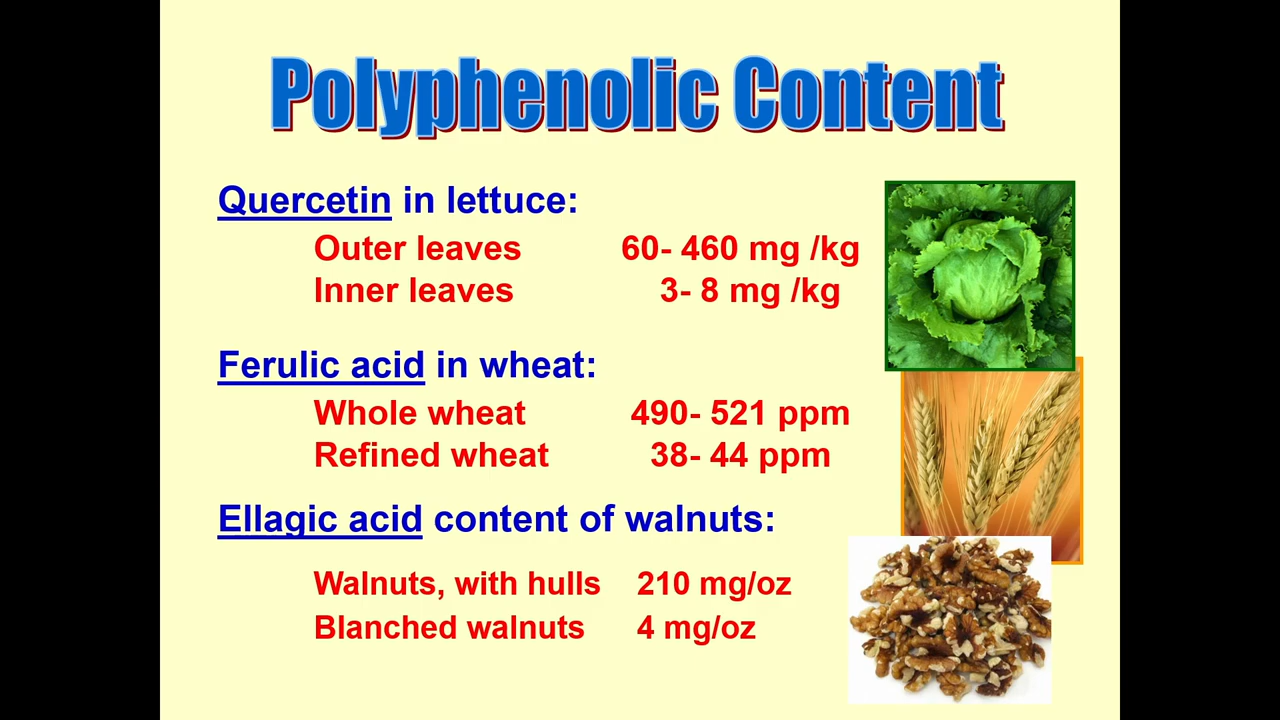 Polyphenolic Content
Quercetin in lettuce:
Outer leaves 60- 460 mg /kg
Inner leaves 3- 8 mg /kg
Ferulic acid in wheat:
Whole wheat 490- 521 ppm
Refined wheat 38- 44 ppm
Ellagic acid content of walnuts:
Walnuts, with hulls 210 mg/oz
Blanched walnuts 4 mg/oz